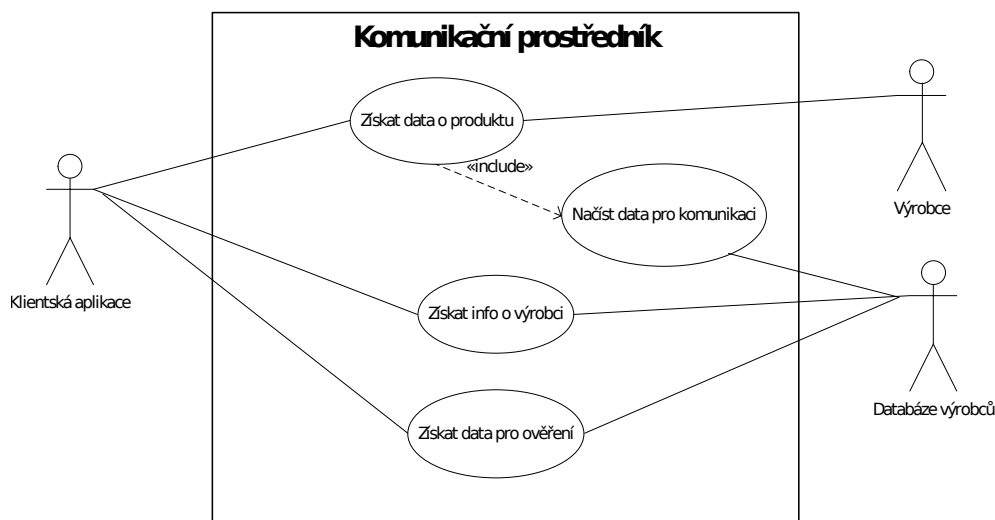 Komunikační prostředník
Získat data o produktu
«include»
Načíst data pro komunikaci
Výrobce
Klientská aplikace
Získat info o výrobci
Databáze výrobců
Získat data pro ověření